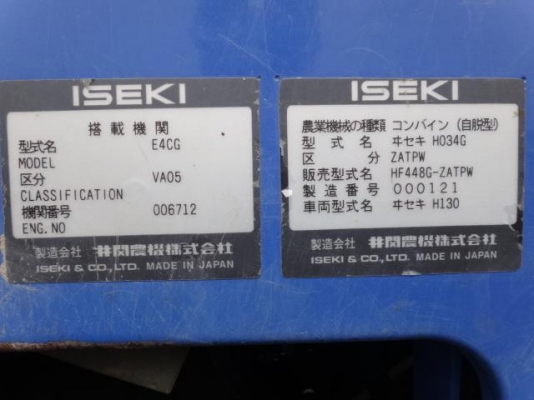 ISEKI
搭載機関
型式名 E4CG
MODEL
区分 VA05
CLASSIFICATION
機関番号 006712
ENG.NO
製造会社 井関農機株式会社
ISEKI & CO., LTD. MADE IN JAPAN
ISEKI
農業機械の種類 コンバイン (自脱型)
型式名 ヰセキ HO34G
区分 ZATPW
販売型式名 HF448G-ZATPW
製造番号 000121
車両型式名 ヰセキ H130
製造会社 井関農機株式会社
ISEKI & CO., LTD. MADE IN JAPAN